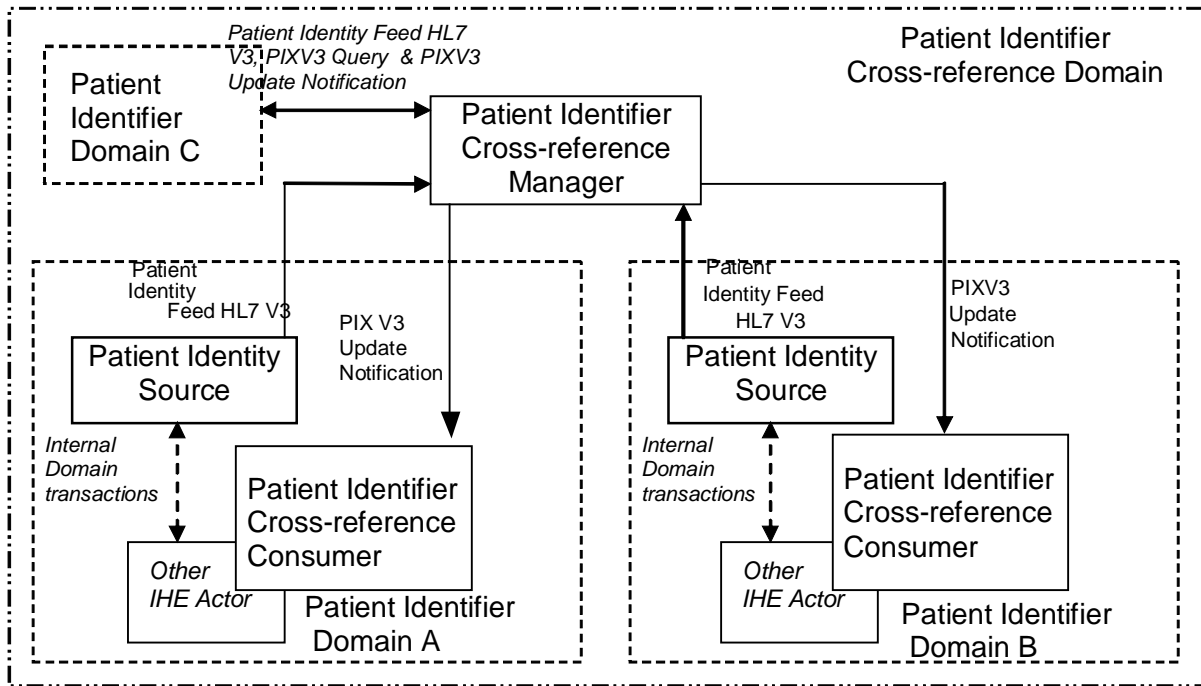 Patient Identity Feed HL7
V3, PIXV3 Query & PIXV3
Update Notification
Patient Identifier
Cross-reference Domain
Patient
Identifier
Domain C
Patient Identifier
Cross-reference
Manager
Patient
Identity
Feed HL7 V3
PIX V3
Update
Notification
Patient Identity
Source
Internal
Domain
transactions
Patient Identifier
Cross-reference
Consumer
Other
IHE Actor
Patient Identifier
Domain A
Patient
Identity Feed
HL7 V3
PIXV3
Update
Notification
Patient Identity
Source
Internal
Domain
transactions
Patient Identifier
Cross-reference
Consumer
Other
IHE Actor
Patient Identifier
Domain B